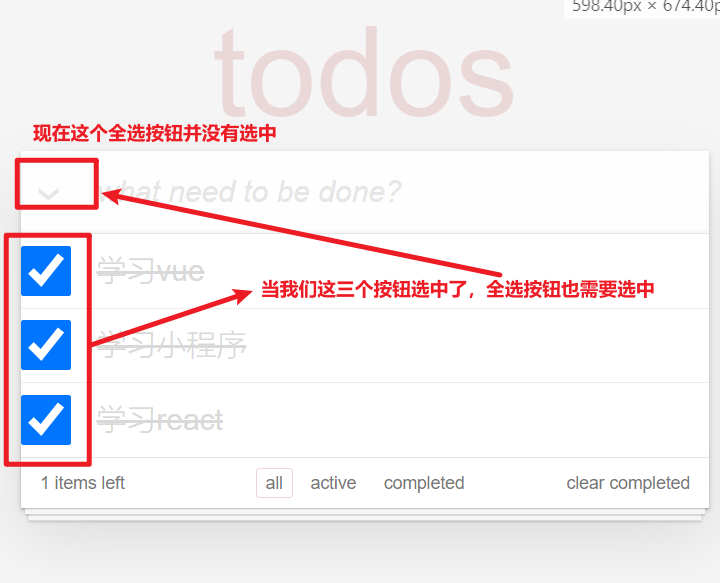 598.40px × 674.40p
todos
现在这个全选按钮并没有选中
what need to be done?
学习vue
当我们这三个按钮选中了，全选按钮也需要选中
学习小程序
学习react
1 items left all active completed clear completed